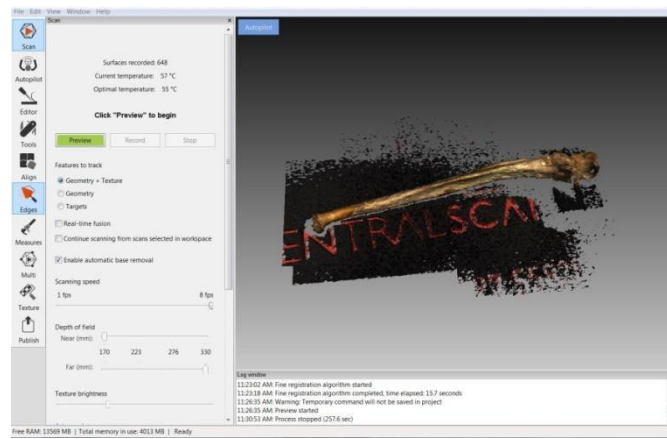 File Edit View Window Help
Scan
Scan
Autopilot
Editor
Tools
Align
Edges
Measures
Multi
Texture
Publish
Surfaces recorded: 648
Current temperature: 57 °C
Optimal temperature: 55 °C
Click "Preview" to begin
Preview Record Stop
Features to track
Geometry + Texture
Geometry
Targets
Real-time fusion
Continue scanning from scans selected in workspace
Enable automatic base removal
Scanning speed
1 fps 8 fps
Depth of field
Near (mm):
170 223 276 330
Far (mm):
Texture brightness
Autopilot
ENTRALSCA
Log window
11:23:02 AM: Fine registration algorithm started
11:23:18 AM: Fine registration algorithm completed, time elapsed: 15.7 seconds
11:26:35 AM: Warning: Temporary command will not be saved in project
11:26:35 AM: Preview started
11:30:53 AM: Process stopped (257.6 sec)
Free RAM: 13569 MB | Total memory in use: 4013 MB | Ready